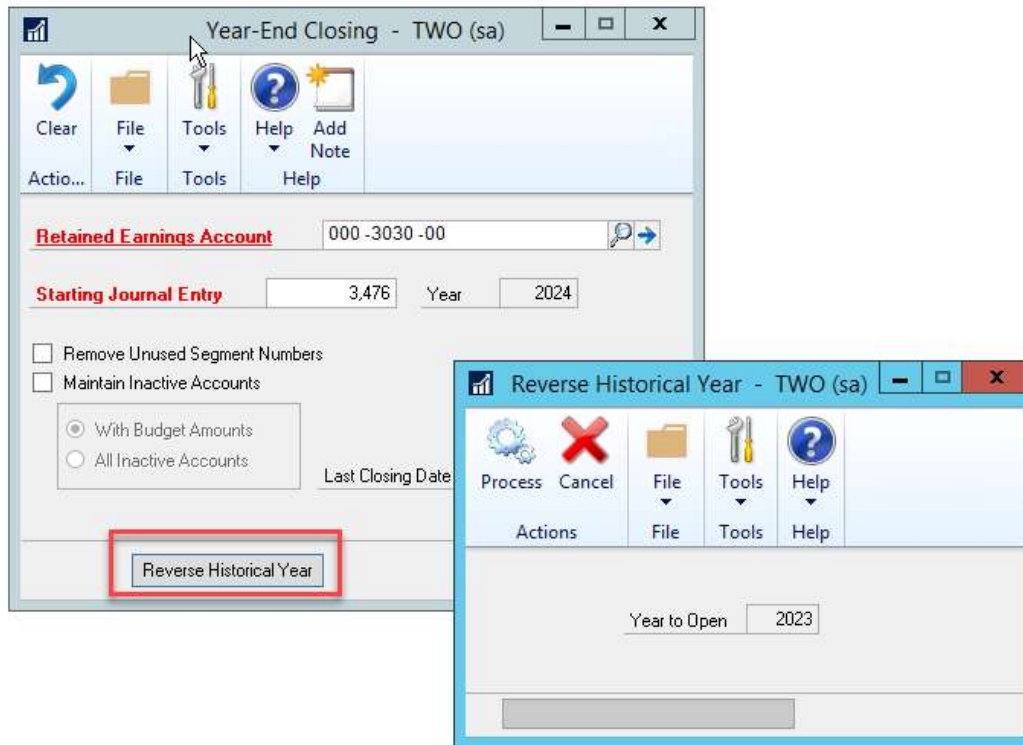 Year-End Closing - TWO (sa)
Clear File Tools Help Add Note
Actio... File Tools Help
Retained Earnings Account 000 -3030 -00
Starting Journal Entry 3,476 Year 2024
Remove Unused Segment Numbers
Maintain Inactive Accounts
With Budget Amounts
All Inactive Accounts
Last Closing Date
Reverse Historical Year
Reverse Historical Year - TWO (sa)
Process Cancel File Tools Help
Actions File Tools Help
Year to Open 2023